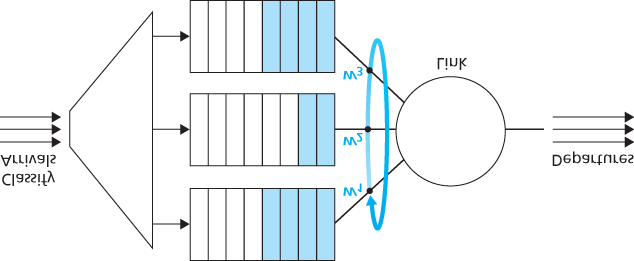 Classify
Arrivals
w1
w2
w3
Link
Departures